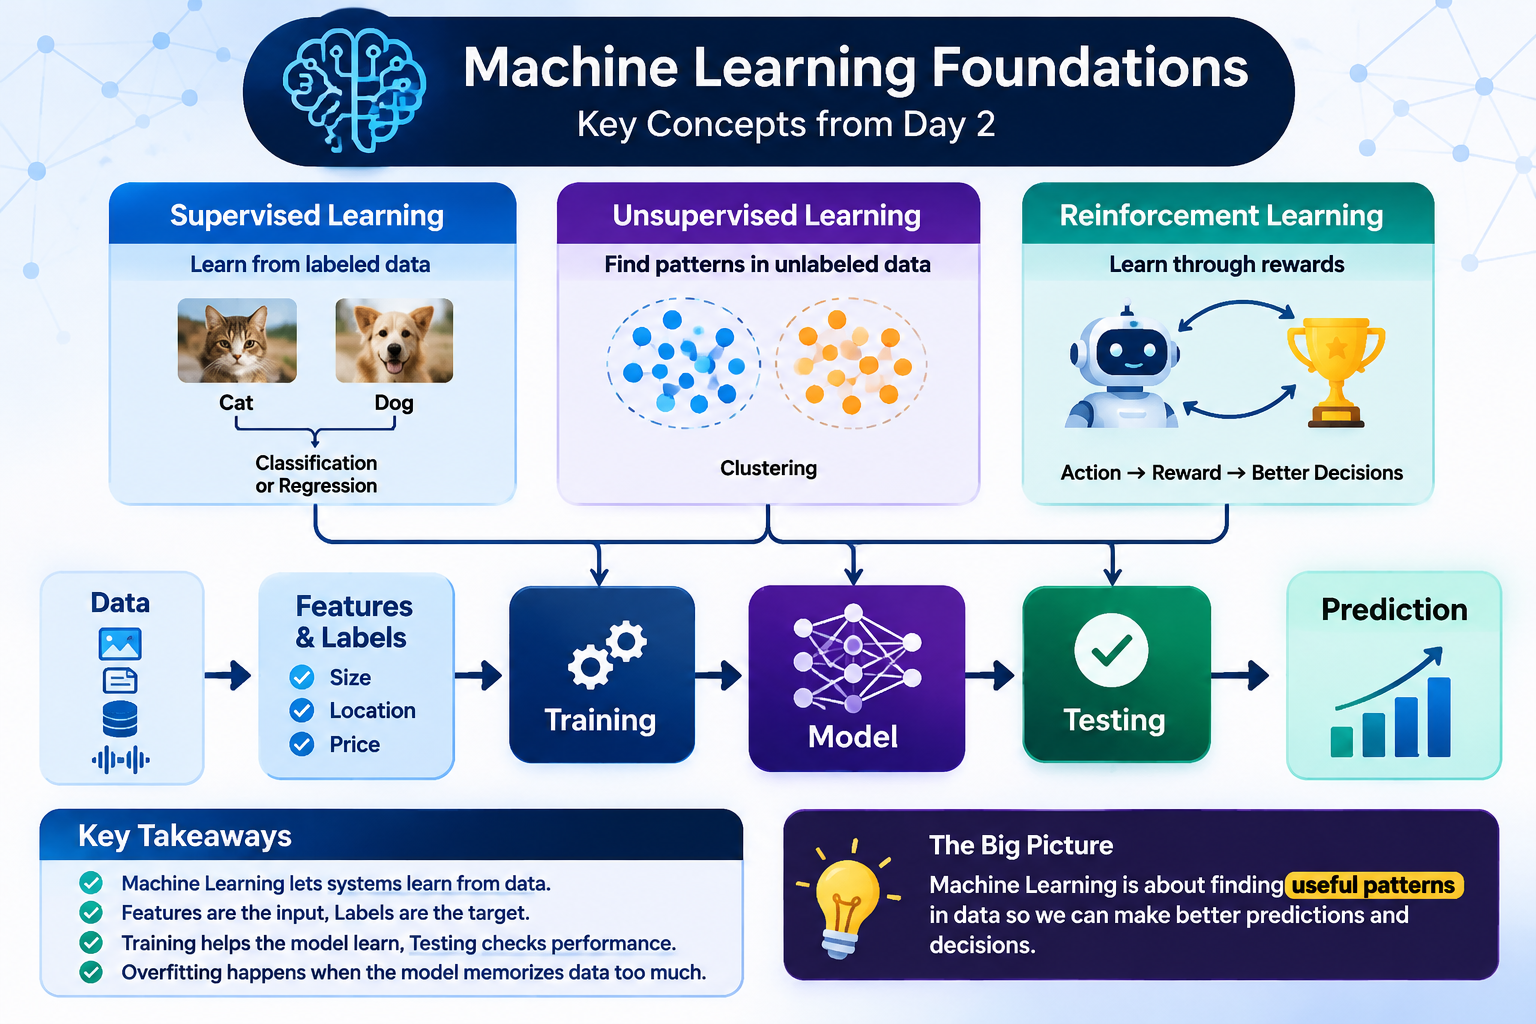 Machine Learning Foundations
Key Concepts from Day 2
Supervised Learning
Learn from labeled data
Cat
Dog
Classification
or Regression
Unsupervised Learning
Find patterns in unlabeled data
Clustering
Reinforcement Learning
Learn through rewards
Action → Reward → Better Decisions
Data
Features
& Labels
Size
Location
Price
Training
Model
Testing
Prediction
Key Takeaways
Machine Learning lets systems learn from data.
Features are the input, Labels are the target.
Training helps the model learn, Testing checks performance.
Overfitting happens when the model memorizes data too much.
The Big Picture
Machine Learning is about finding useful patterns
in data so we can make better predictions and
decisions.